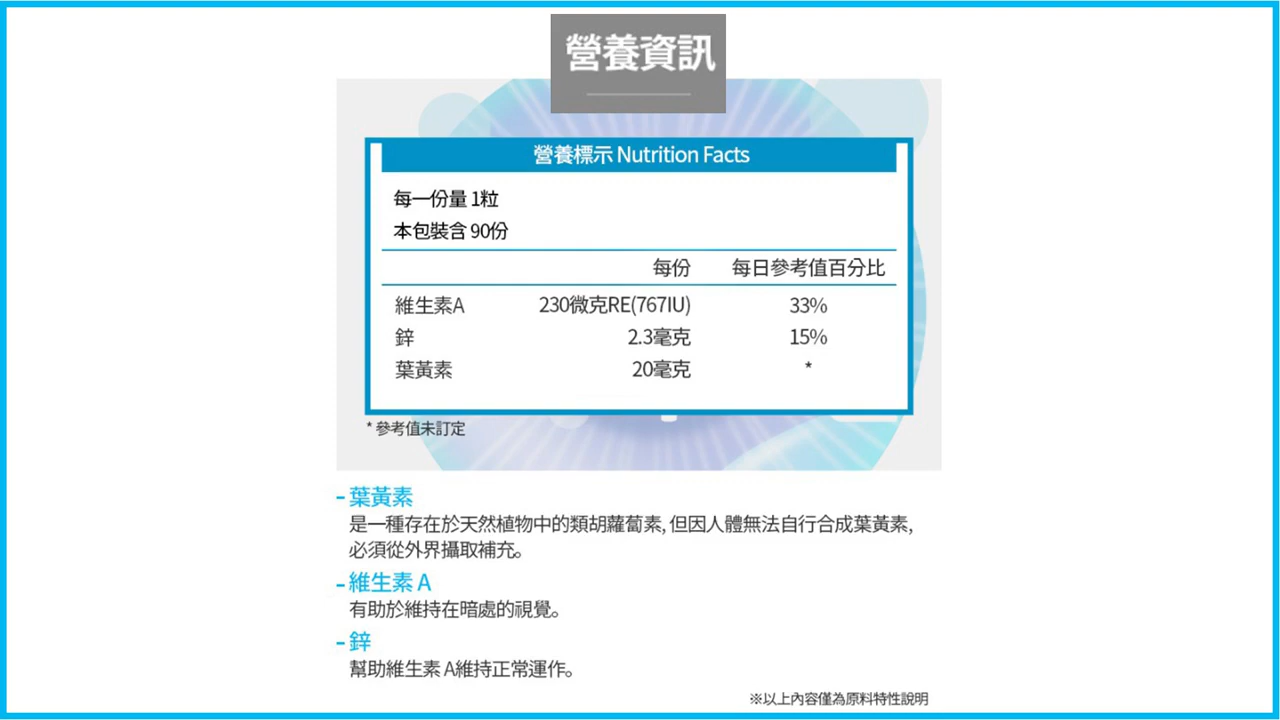 營養資訊
營養標示 Nutrition Facts
每一份量 1粒
本包裝含 90份
每份 每日參考值百分比
維生素A 230微克RE(767IU) 33%
鋅 2.3毫克 15%
葉黃素 20毫克 *
* 參考值未訂定
- 葉黃素
是一種存在於天然植物中的類胡蘿蔔素, 但因人體無法自行合成葉黃素,
必須從外界攝取補充。
- 維生素 A
有助於維持在暗處的視覺。
- 鋅
幫助維生素 A維持正常運作。
※以上內容僅為原料特性說明